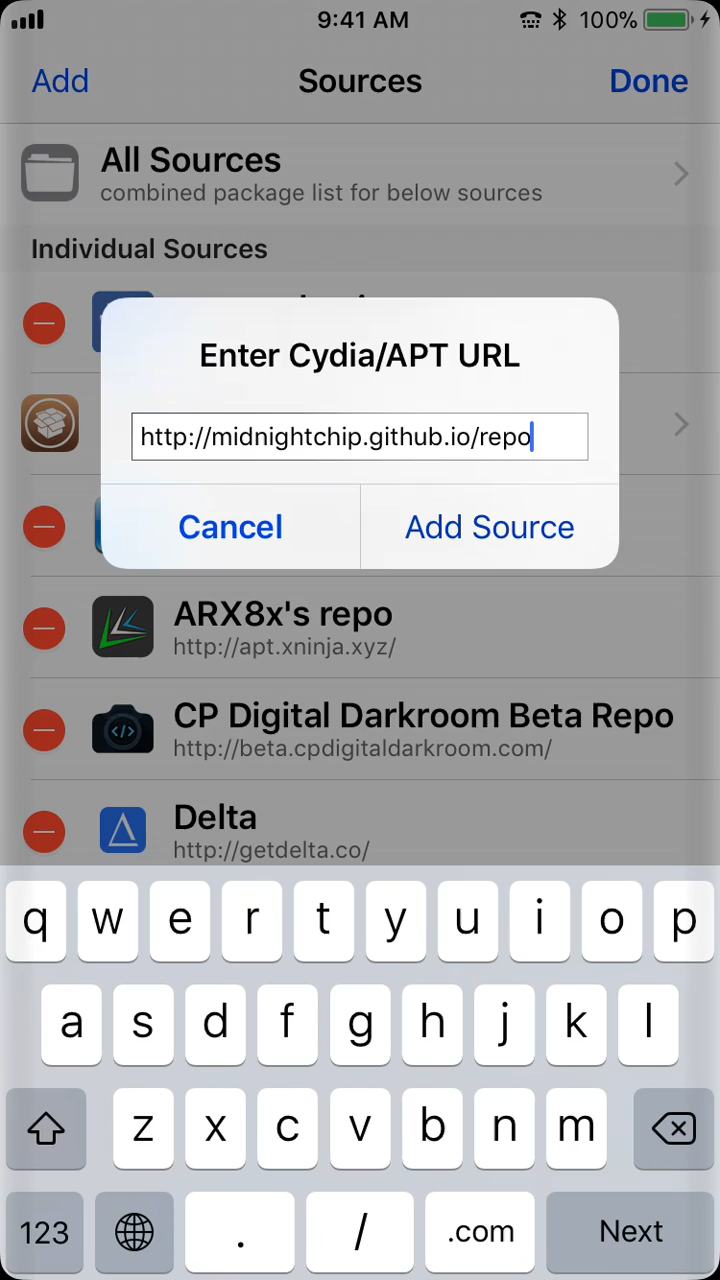 9:41 AM
100%
Add
Sources
Done
All Sources
combined package list for below sources
Individual Sources
Enter Cydia/APT URL
http://midnightchip.github.io/repo
Cancel
Add Source
ARX8x's repo
http://apt.xninja.xyz/
CP Digital Darkroom Beta Repo
http://beta.cpdigitaldarkroom.com/
Delta
http://getdelta.co/
q w e r t y u i o p
a s d f g h j k l
z x c v b n m
123 . / .com Next